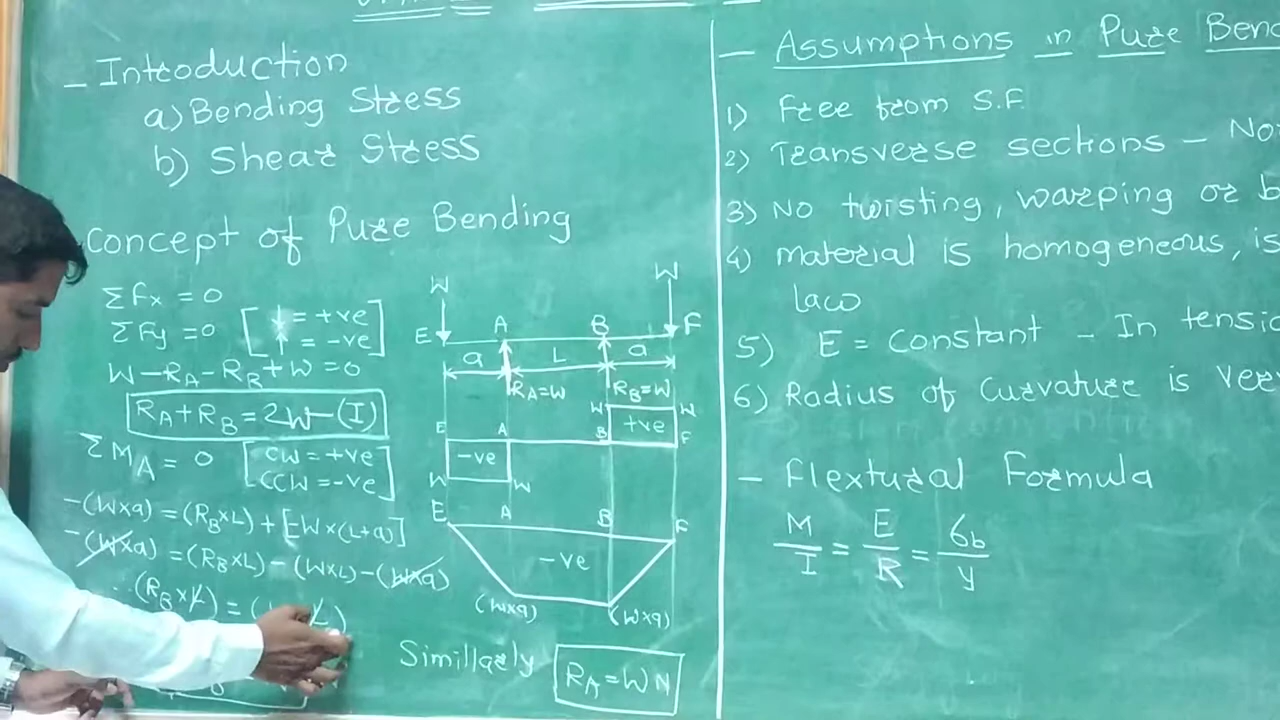 - Introduction
a) Bending Stress
b) Shear Stress
Concept of Pure Bending
ΣFx = 0
ΣFy = 0 [↓ = +ve
↑ = -ve]
W - RA - RB + W = 0
RA + RB = 2W - (I)
ΣMA = 0 [CW = +ve
CCW = -ve]
-(W×a) = (RB×L) + [-W×(L+a)]
-(W×a) = (RB×L) - (W×L) - (W×a)
∴ (RB×L) = (
W W
E A B F
a L a
RA=W RB=W
W W
+ve
E A B F
-ve
W W
E A B F
-ve
(W×a) (W×a)
Simillarly RA = W N
- Assumptions in Pure Bend
1) Free from S.F
2) Transverse sections - No
3) No twisting, warping or b
4) material is homogeneous, is
law
5) E = Constant - In tensio
6) Radius of Curvature is ver
- Flextural Formula
M/I = E/R = 6b/y